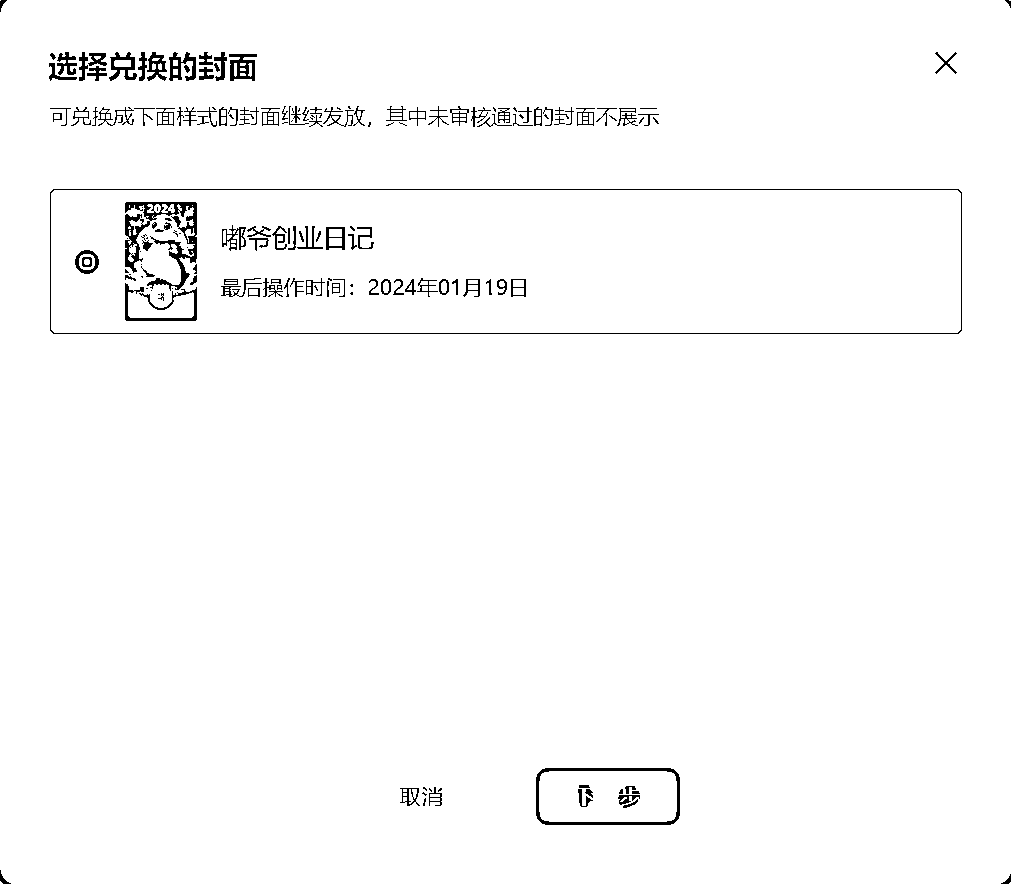 选择兑换的封面
可兑换成下面样式的封面继续发放，其中未审核通过的封面不展示
2024
嘟爷创业日记
最后操作时间：2024年01月19日
取消
下 步